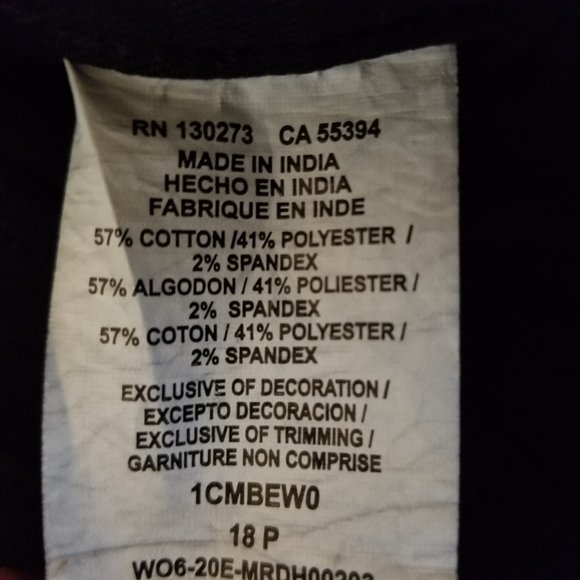 RN 130273 CA 55394
MADE IN INDIA
HECHO EN INDIA
FABRIQUE EN INDE
57% COTTON /41% POLYESTER /
2% SPANDEX
57% ALGODON / 41% POLIESTER /
2% SPANDEX
57% COTON / 41% POLYESTER /
2% SPANDEX
EXCLUSIVE OF DECORATION /
EXCEPTO DECORACION /
EXCLUSIVE OF TRIMMING /
GARNITURE NON COMPRISE
1CMBEW0
18 P